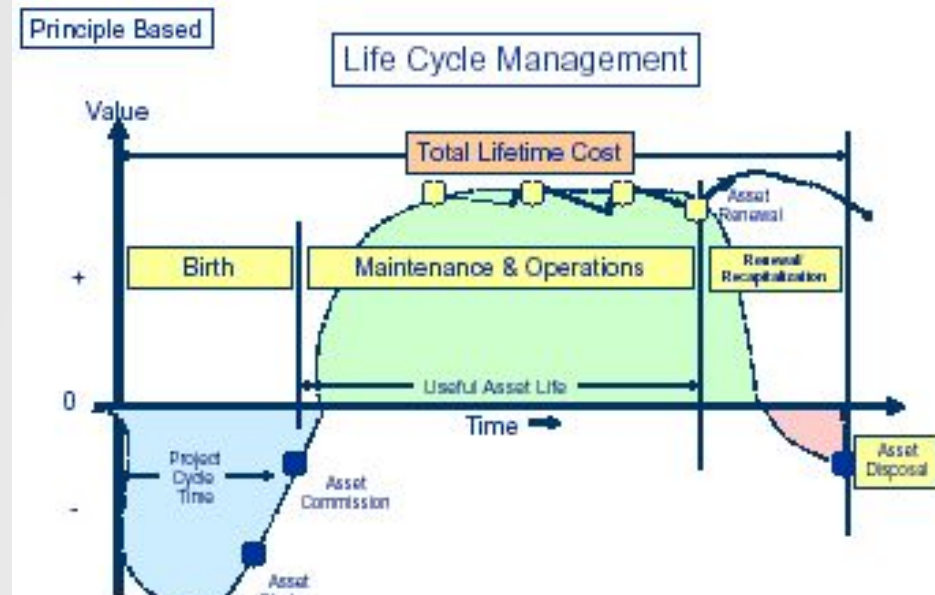 Principle Based
Life Cycle Management
Value
Total Lifetime Cost
Asset
Renewal
Birth
Maintenance & Operations
Renewal/
Recapitalization
+
Useful Asset Life
0
Time
Project
Cycle
Time
Asset
Commission
Asset
Disposal
-
Asset